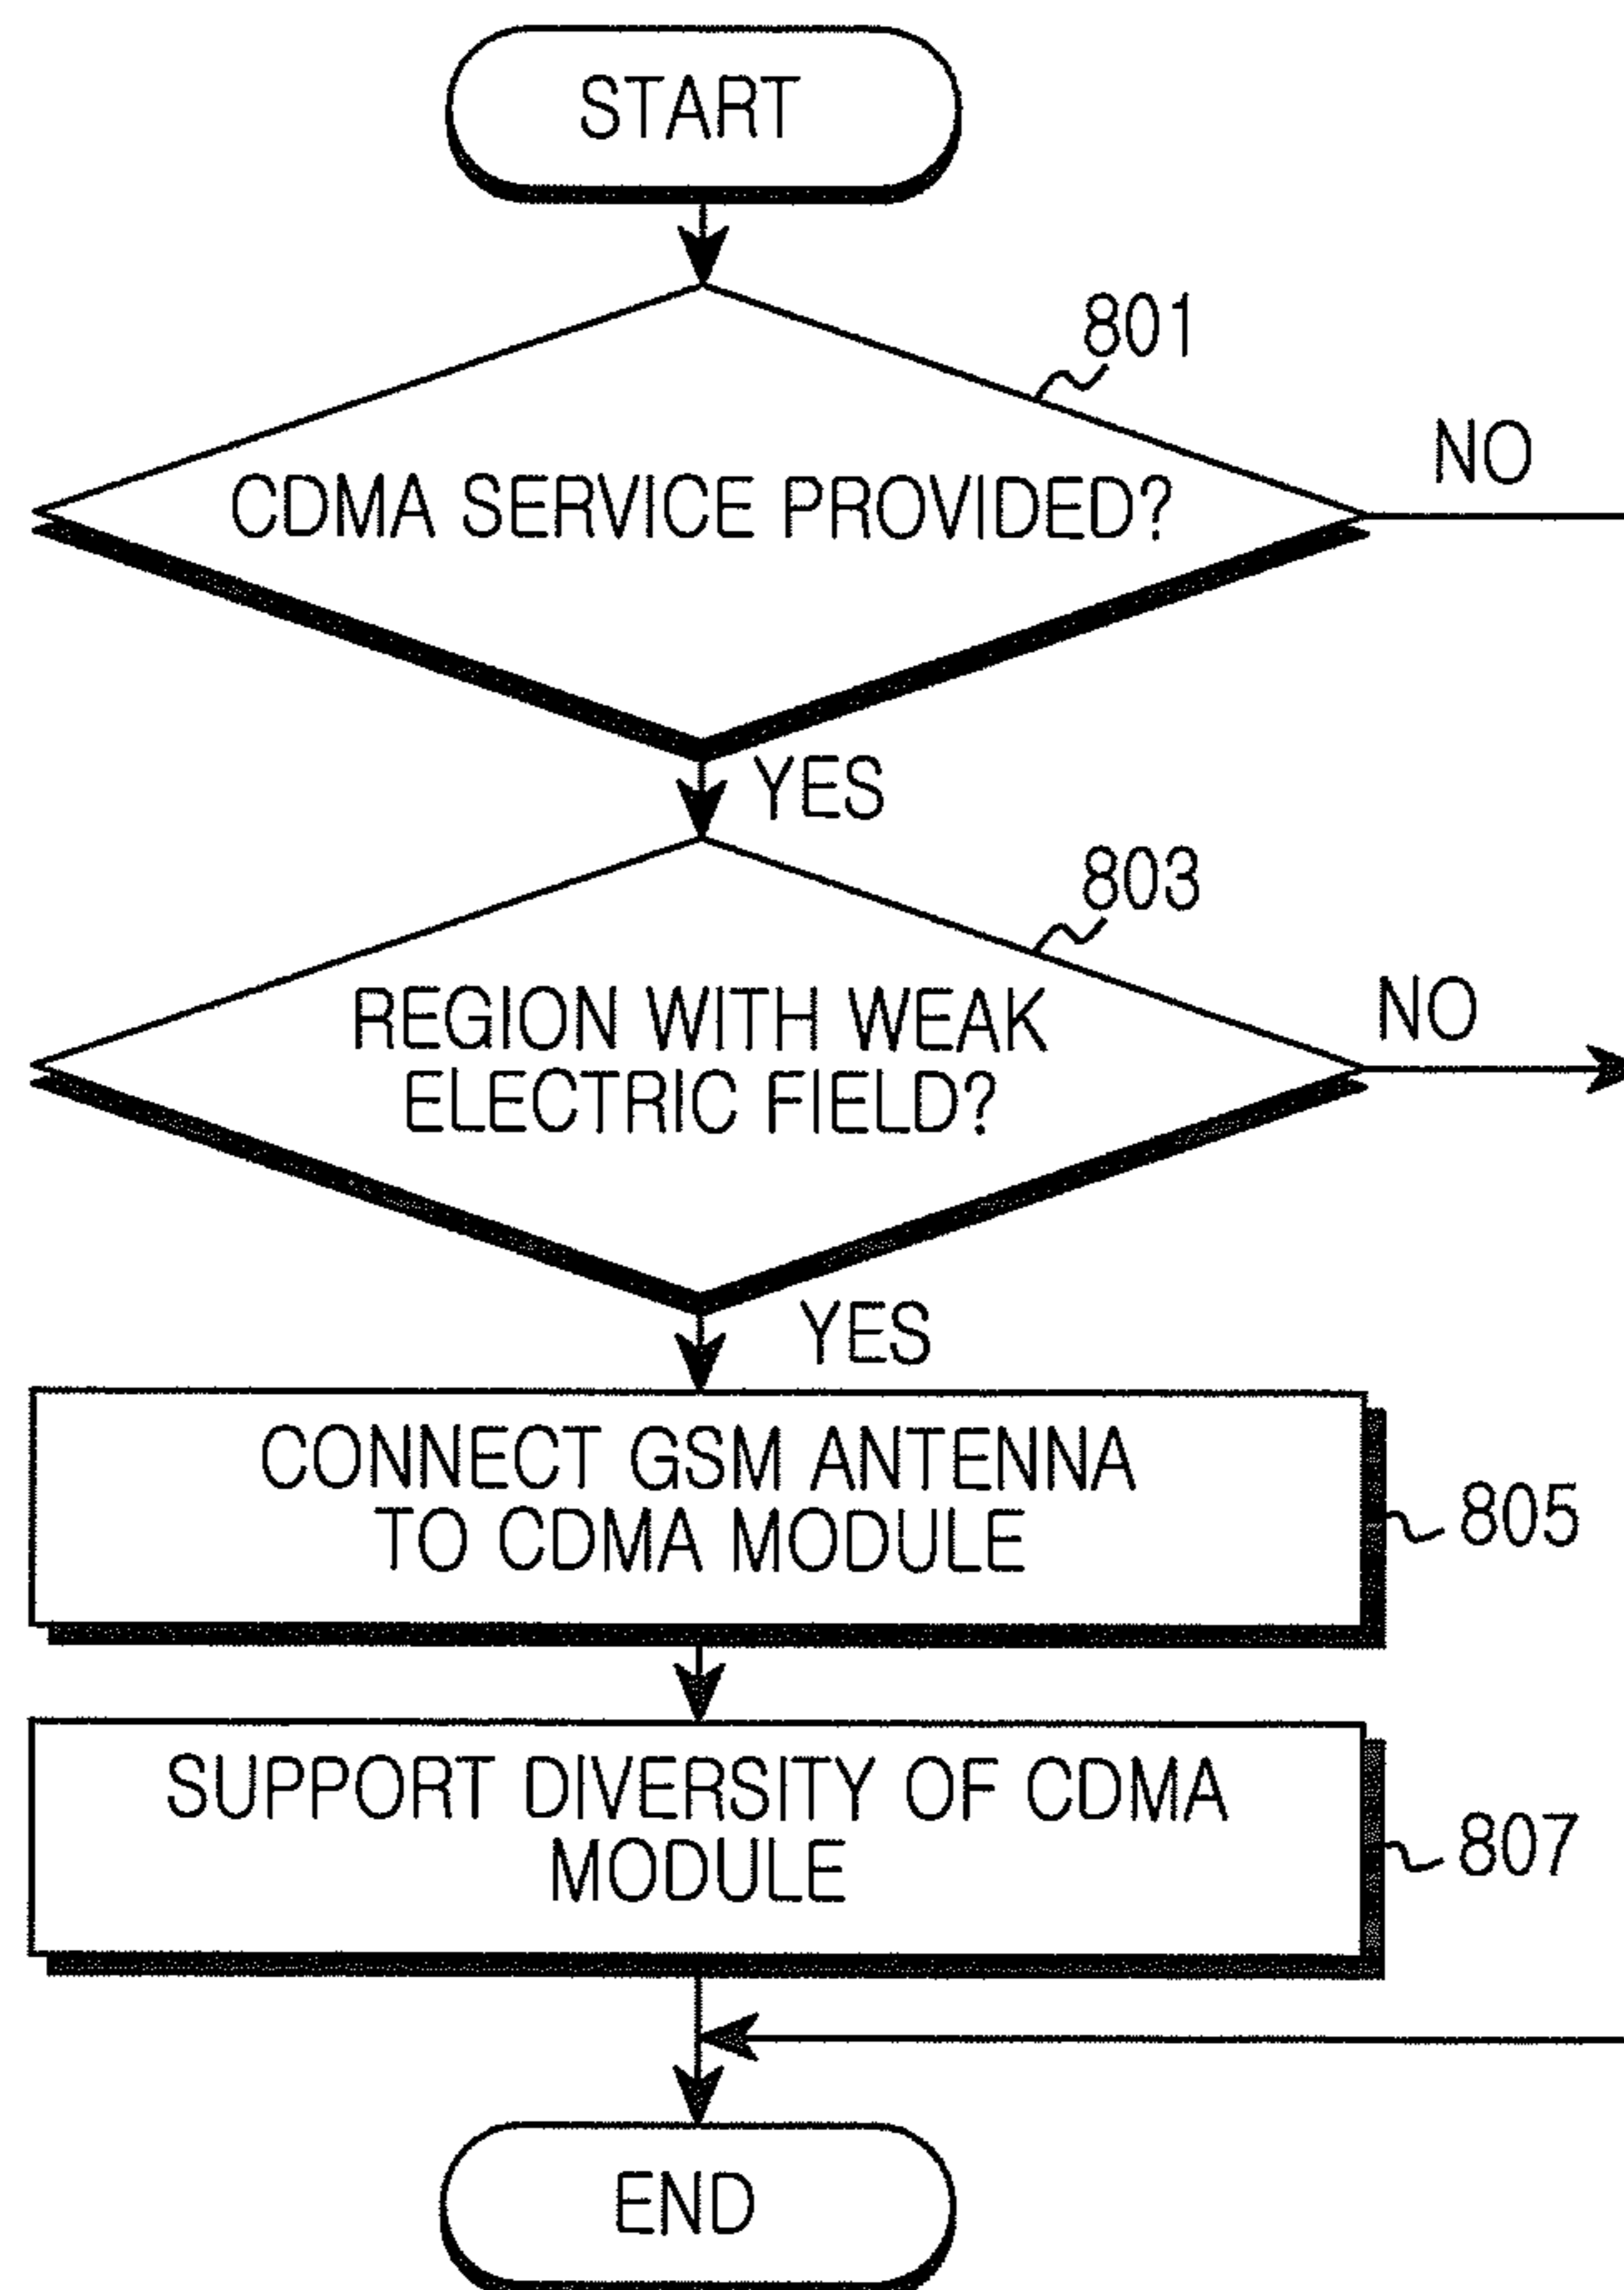 START
801
NO
CDMA SERVICE PROVIDED?
YES
803
NO
REGION WITH WEAK
ELECTRIC FIELD?
YES
CONNECT GSM ANTENNA
TO CDMA MODULE
805
SUPPORT DIVERSITY OF CDMA
MODULE
807
END